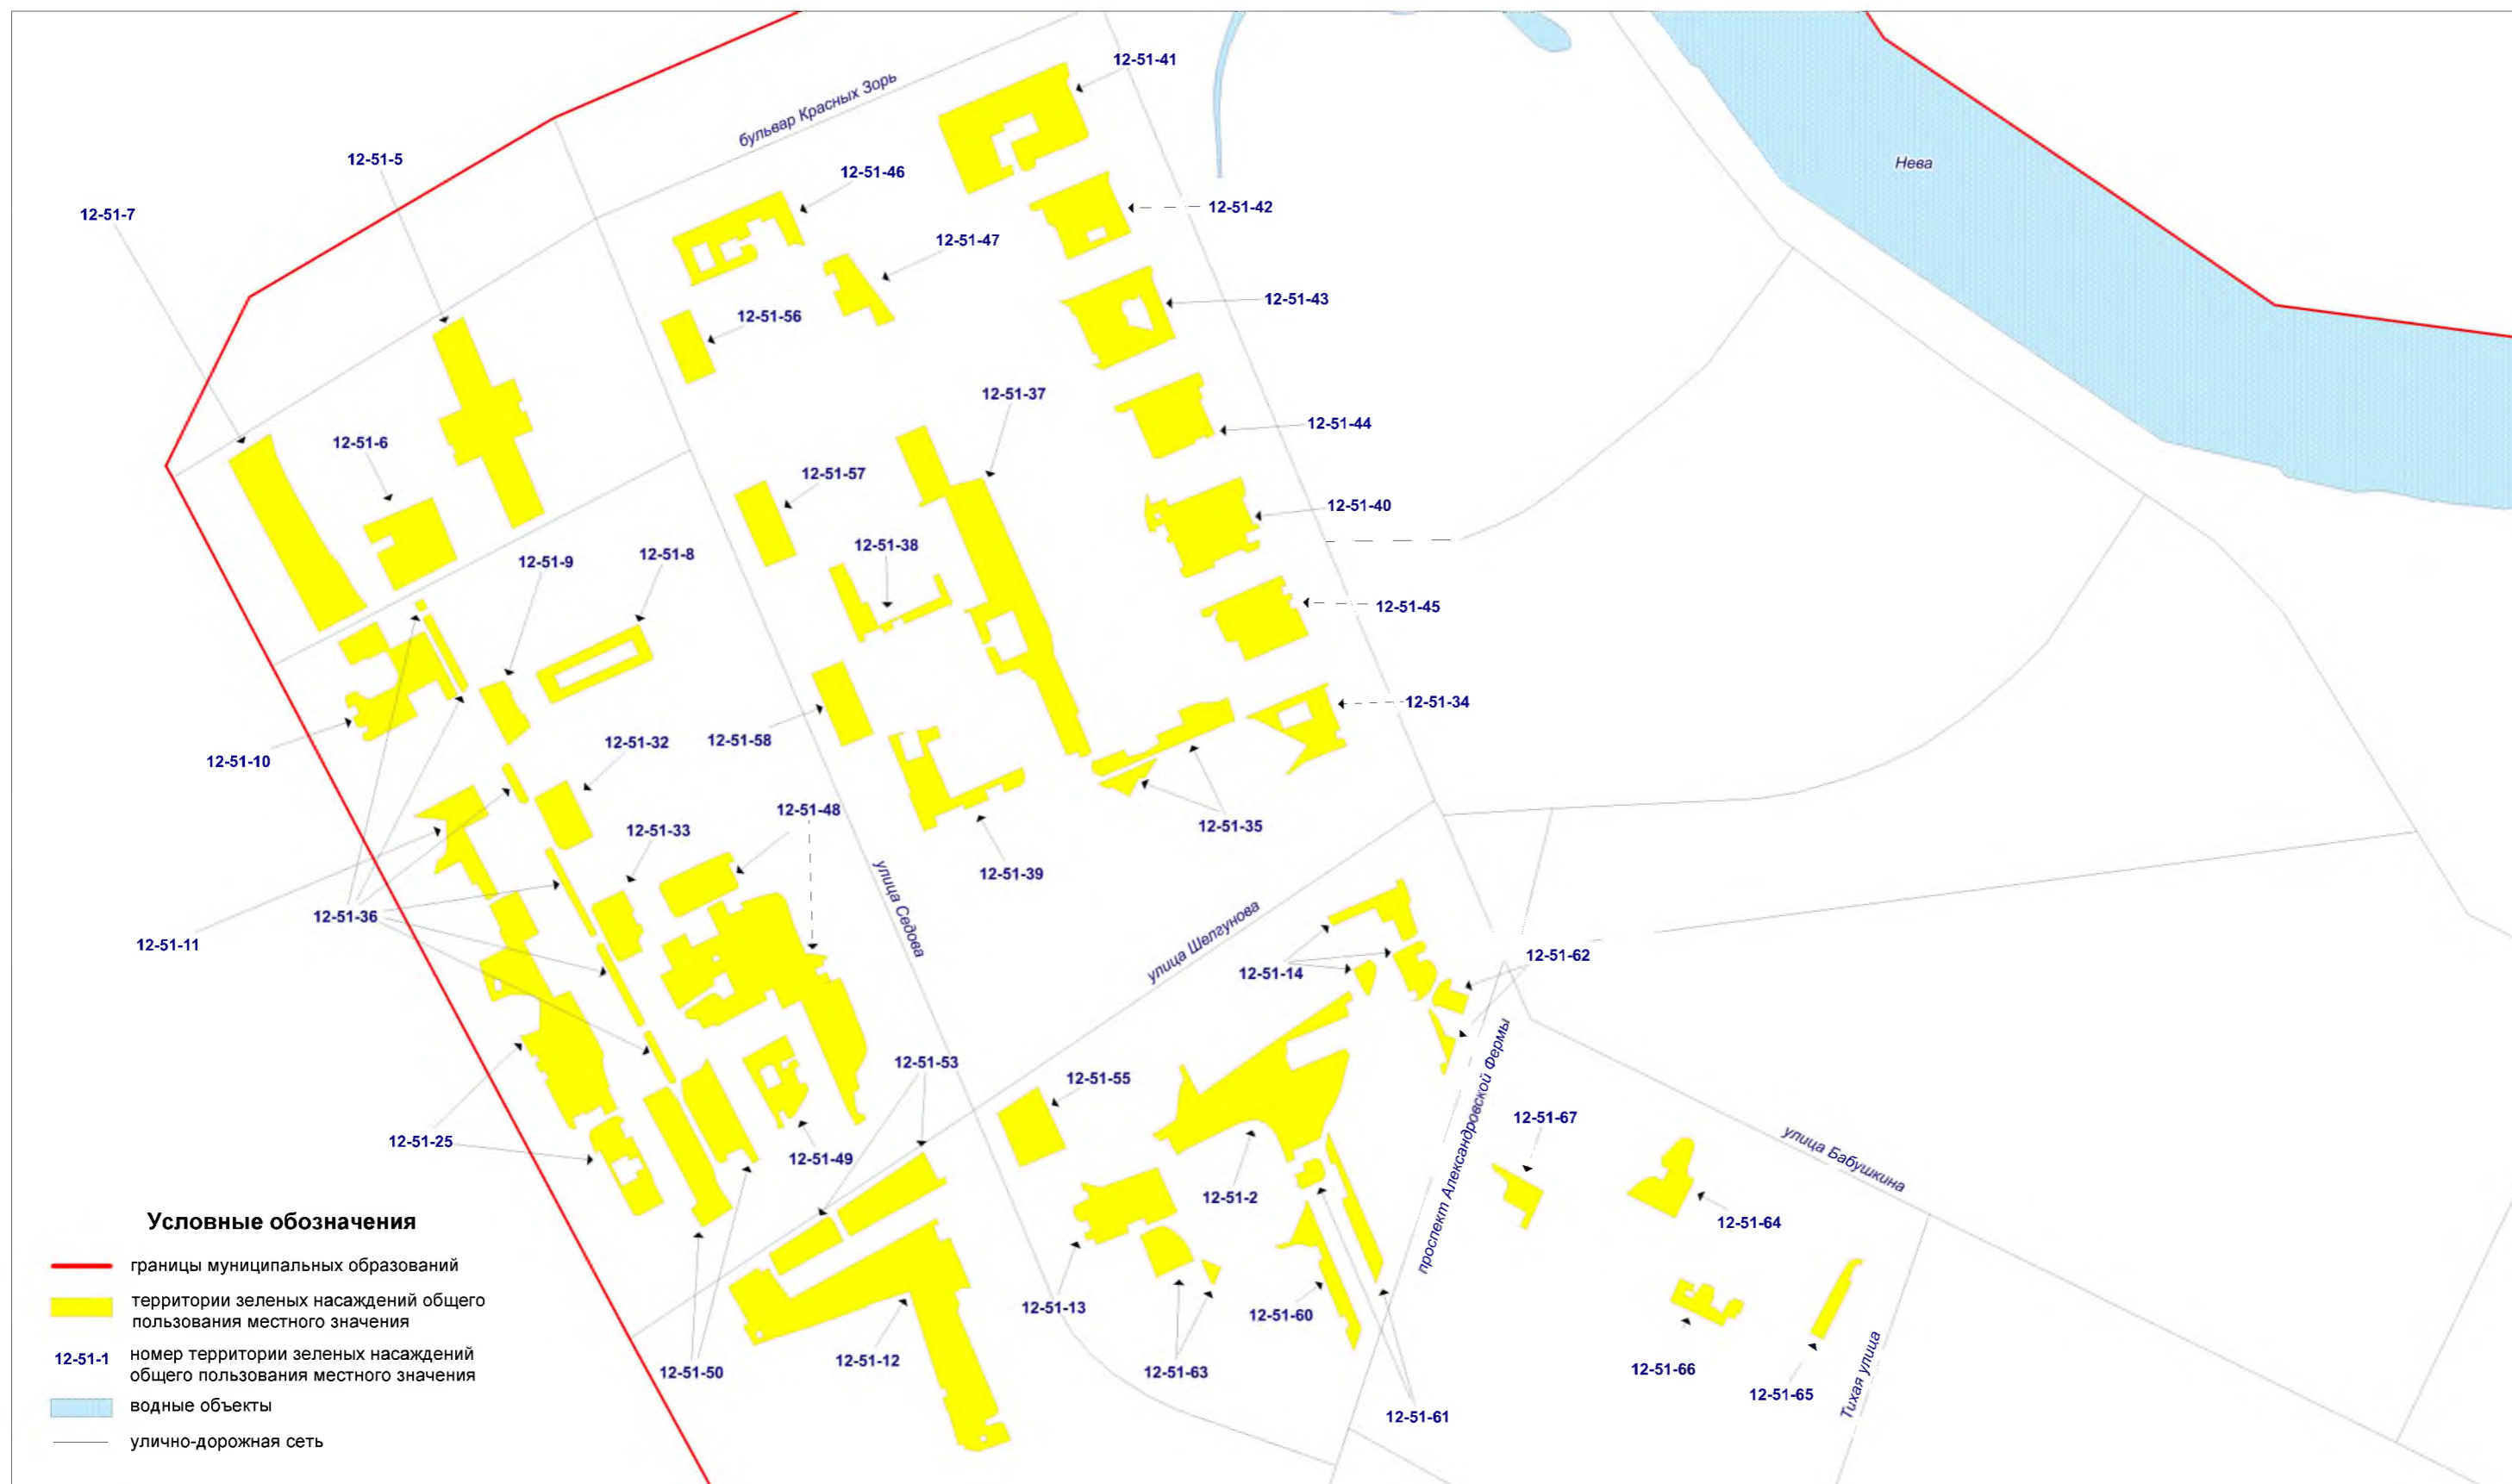 12-51-41
бульвар Красных Зорь
12-51-5
12-51-46
Нева
12-51-7
12-51-42
12-51-47
12-51-43
12-51-56
12-51-37
12-51-44
12-51-6
12-51-57
12-51-40
12-51-38
12-51-8
12-51-9
12-51-45
12-51-34
12-51-58
12-51-32
12-51-10
12-51-48
12-51-35
12-51-33
12-51-39
улица Седова
12-51-36
12-51-11
улица Шелгунова
12-51-62
12-51-14
12-51-53
12-51-55
12-51-67
12-51-25
проспект Александровской Фермы
улица Бабушкина
12-51-49
12-51-2
12-51-64
12-51-13
12-51-60
12-51-12
12-51-50
12-51-63
12-51-66
12-51-65
Тихая улица
12-51-61
Условные обозначения
границы муниципальных образований
территории зеленых насаждений общего
пользования местного значения
12-51-1 номер территории зеленых насаждений
общего пользования местного значения
водные объекты
улично-дорожная сеть